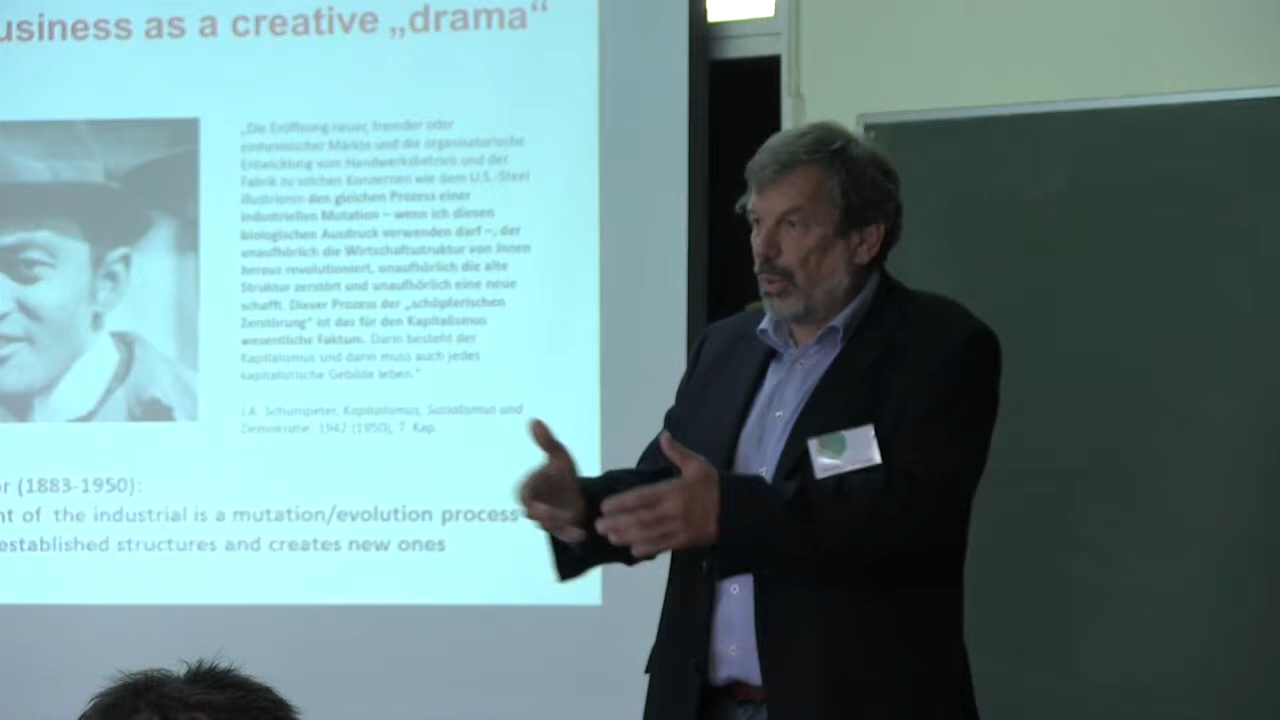 usiness as a creative „drama“
„Die Eröffnung neuer, fremder oder
einheimischer Märkte und die organisatorische
Entwicklung vom Handwerksbetrieb und der
Fabrik zu solchen Konzernen wie dem U.S.-Steel
illustrieren den gleichen Prozess einer
industriellen Mutation – wenn ich diesen
biologischen Ausdruck verwenden darf –, der
unaufhörlich die Wirtschaftsstruktur von innen
heraus revolutioniert, unaufhörlich die alte
Struktur zerstört und unaufhörlich eine neue
schafft. Dieser Prozess der „schöpferischen
Zerstörung“ ist das für den Kapitalismus
wesentliche Faktum. Darin besteht der
Kapitalismus und darin muss auch jedes
kapitalistische Gebilde leben.“
J.A. Schumpeter, Kapitalismus, Sozialismus und
Demokratie, 1942 (1950), 7. Kap.
r (1883-1950):
nt of the industrial is a mutation/evolution process
established structures and creates new ones